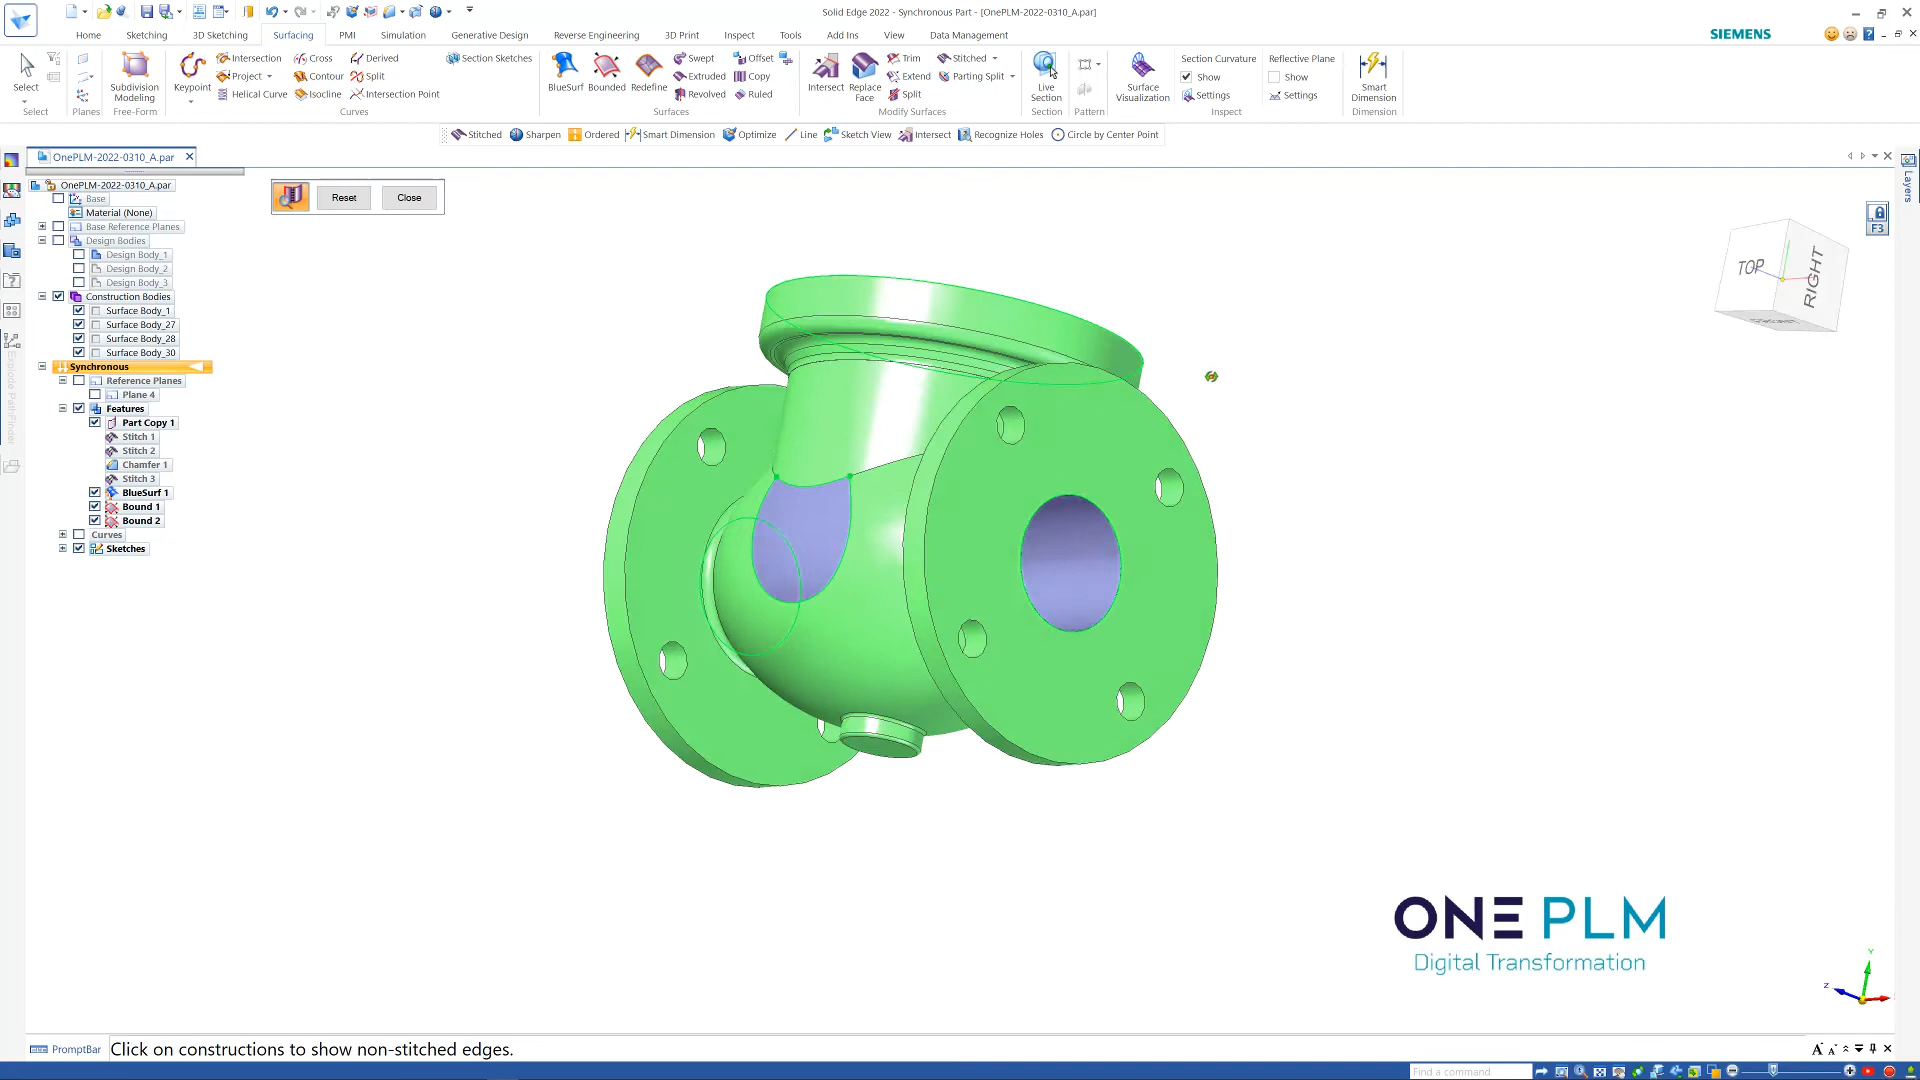 Solid Edge 2022 - Synchronous Part - [OnePLM-2022-0310_A.par]
Home Sketching 3D Sketching Surfacing PMI Simulation Generative Design Reverse Engineering 3D Print Inspect Tools Add Ins View Data Management SIEMENS
Select
Select
Planes
Subdivision Modeling
Free-Form
Keypoint
Intersection Cross Derived
Project Contour Split
Helical Curve Isocline Intersection Point
Section Sketches
Curves
BlueSurf Bounded Redefine
Swept Offset
Extruded Copy
Revolved Ruled
Surfaces
Intersect Replace Face
Trim Stitched
Extend Parting Split
Split
Modify Surfaces
Live Section
Section
Pattern
Surface Visualization
Section Curvature
Show
Settings
Reflective Plane
Show
Settings
Inspect
Smart Dimension
Dimension
Stitched Sharpen Ordered Smart Dimension Optimize Line Sketch View Intersect Recognize Holes Circle by Center Point
OnePLM-2022-0310_A.par
OnePLM-2022-0310_A.par
Base
Material (None)
Base Reference Planes
Design Bodies
Design Body_1
Design Body_2
Design Body_3
Construction Bodies
Surface Body_1
Surface Body_27
Surface Body_28
Surface Body_30
Synchronous
Reference Planes
Plane 4
Features
Part Copy 1
Stitch 1
Stitch 2
Chamfer 1
Stitch 3
BlueSurf 1
Bound 1
Bound 2
Curves
Sketches
Explode PathFinder
Reset Close
Layers
F3
TOP
RIGHT
FRONT
ONE PLM
Digital Transformation
Y
Z
PromptBar Click on constructions to show non-stitched edges.
Find a command